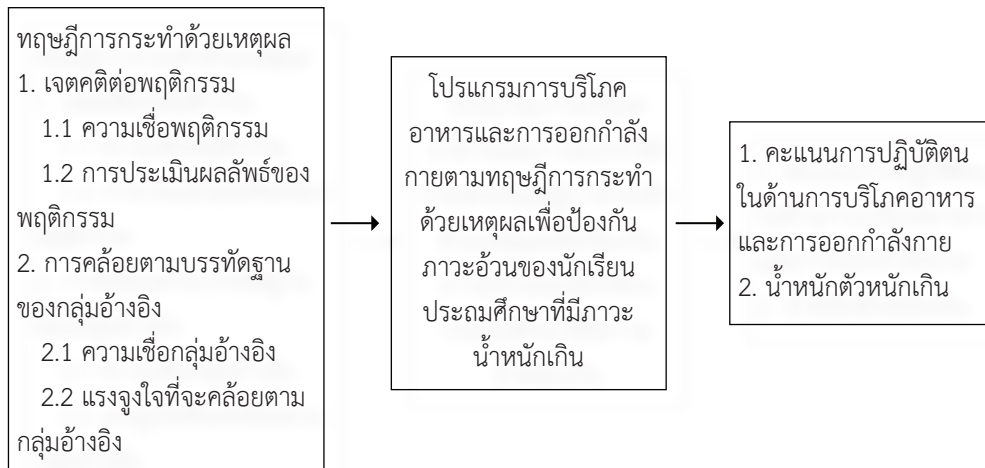 ทฤษฎีการกระทำด้วยเหตุผล
1. เจตคติต่อพฤติกรรม
1.1 ความเชื่อพฤติกรรม
1.2 การประเมินผลลัพธ์ของ
พฤติกรรม
2. การคล้อยตามบรรทัดฐาน
ของกลุ่มอ้างอิง
2.1 ความเชื่อกลุ่มอ้างอิง
2.2 แรงจูงใจที่จะคล้อยตาม
กลุ่มอ้างอิง
โปรแกรมการบริโภค
อาหารและการออกกำลัง
กายตามทฤษฎีการกระทำ
ด้วยเหตุผลเพื่อป้องกัน
ภาวะอ้วนของนักเรียน
ประถมศึกษาที่มีภาวะ
น้ำหนักเกิน
1. คะแนนการปฏิบัติตน
ในด้านการบริโภคอาหาร
และการออกกำลังกาย
2. น้ำหนักตัวหนักเกิน